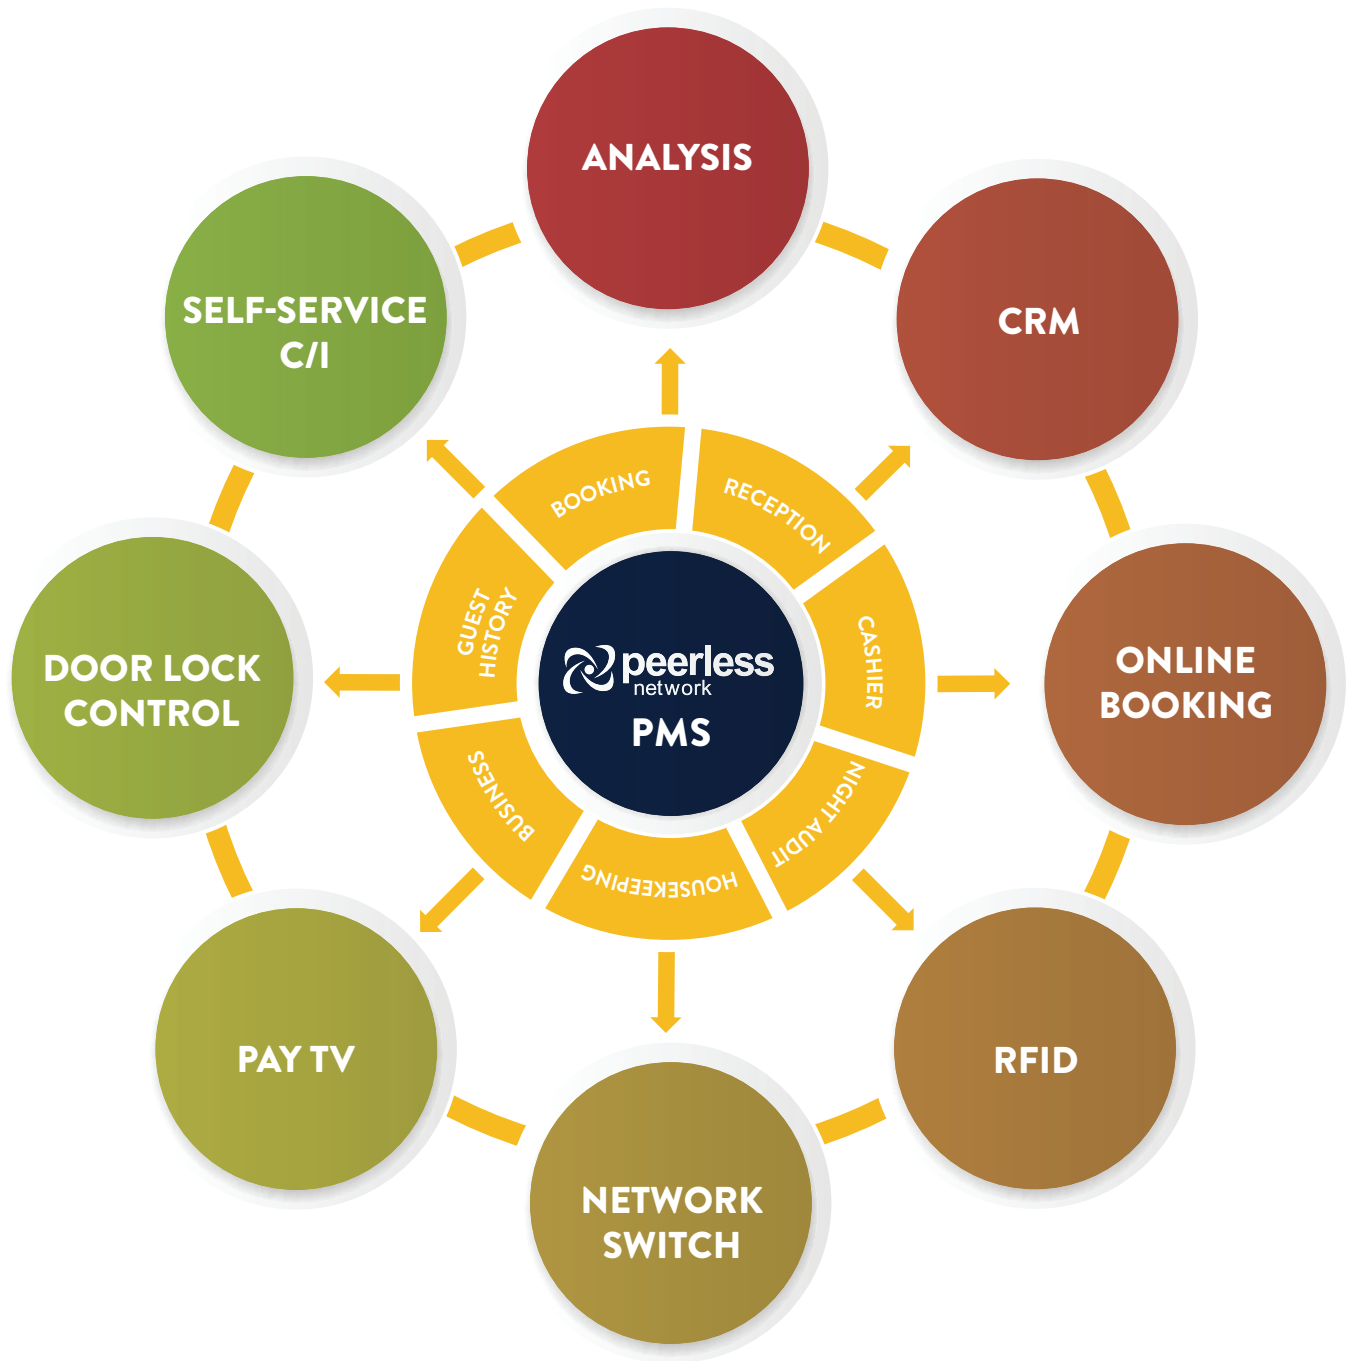 ANALYSIS
CRM
ONLINE
BOOKING
RFID
NETWORK
SWITCH
PAY TV
DOOR LOCK
CONTROL
SELF-SERVICE
C/I
BOOKING
RECEPTION
CASHIER
NIGHT AUDIT
HOUSEKEEPING
BUSINESS
GUEST
HISTORY
peerless
network
PMS